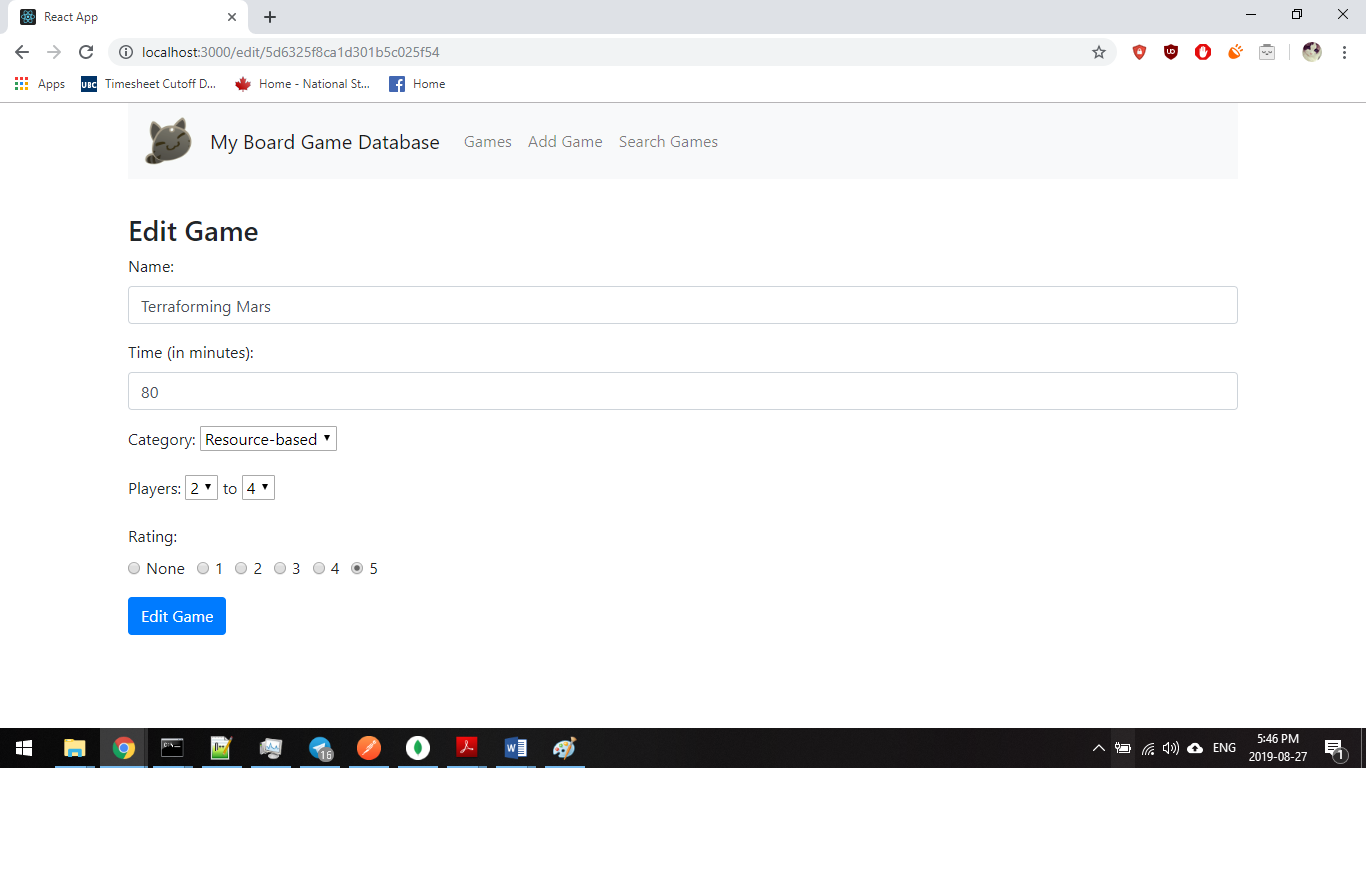 React App
localhost:3000/edit/5d6325f8ca1d301b5c025f54
Apps UBC Timesheet Cutoff D... Home - National St... Home
My Board Game Database Games Add Game Search Games
Edit Game
Name:
Terraforming Mars
Time (in minutes):
80
Category: Resource-based
Players: 2 to 4
Rating:
None 1 2 3 4 5
Edit Game
16
ENG
5:46 PM
2019-08-27
1